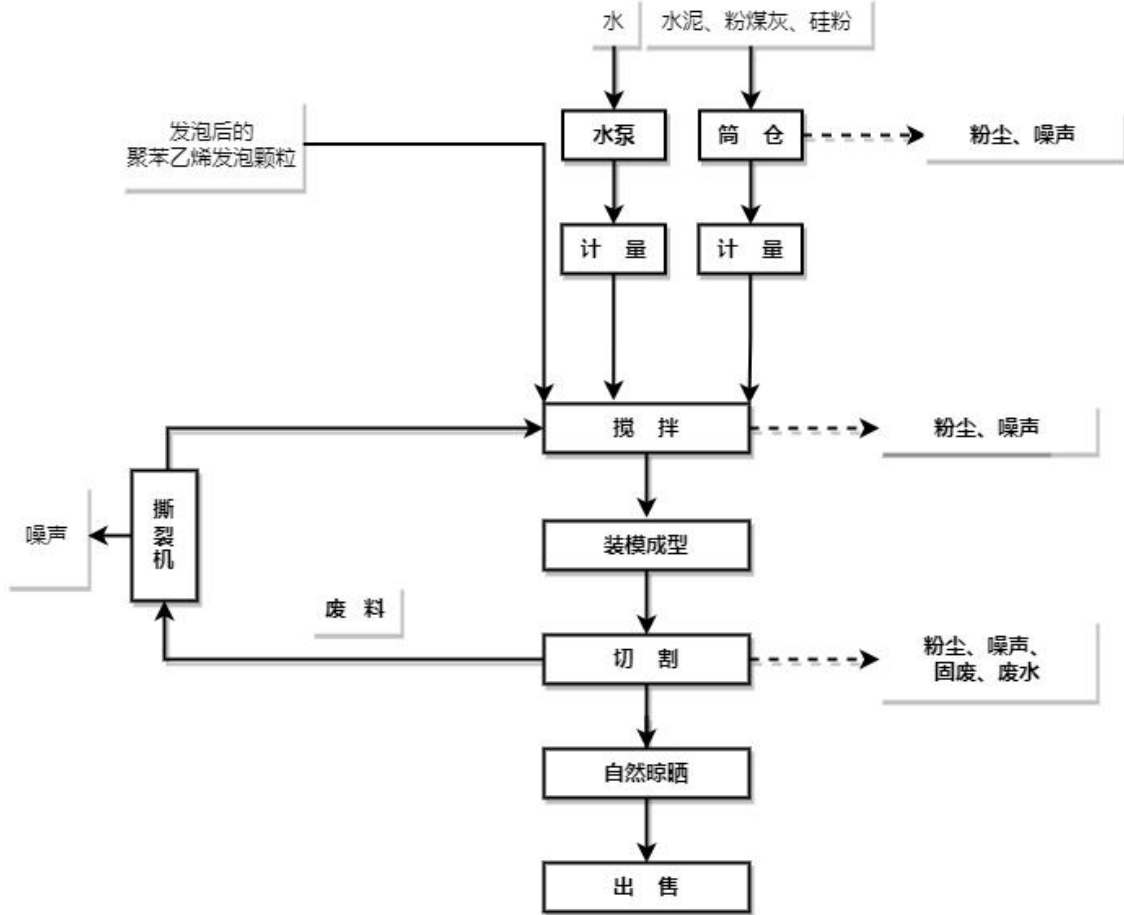 水
水泥、粉煤灰、硅粉
发泡后的
聚苯乙烯发泡颗粒
水泵
筒 仓
粉尘、噪声
计 量
计 量
搅 拌
粉尘、噪声
撕
裂
机
噪声
装模成型
废 料
切 割
粉尘、噪声、
固废、废水
自然晾晒
出 售